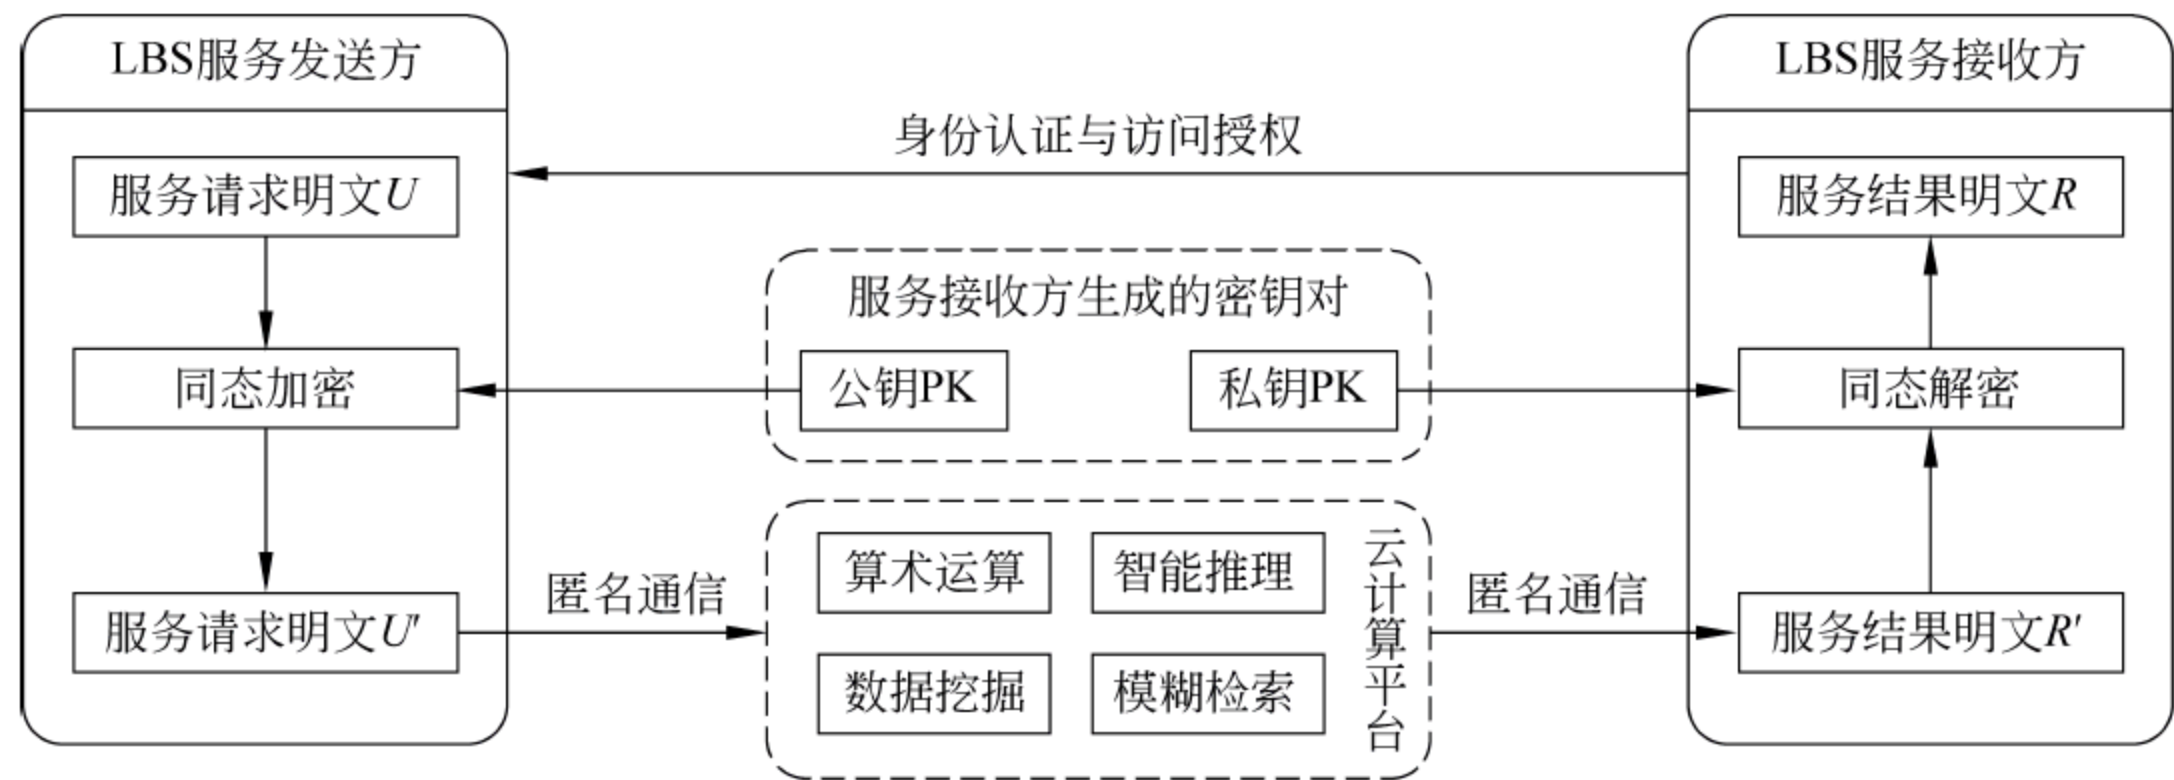 LBS服务发送方
LBS服务接收方
身份认证与访问授权
服务请求明文U
服务结果明文R
服务接收方生成的密钥对
同态加密
公钥PK
私钥PK
同态解密
算术运算
智能推理
云计算平台
匿名通信
匿名通信
服务请求明文U'
服务结果明文R'
数据挖掘
模糊检索